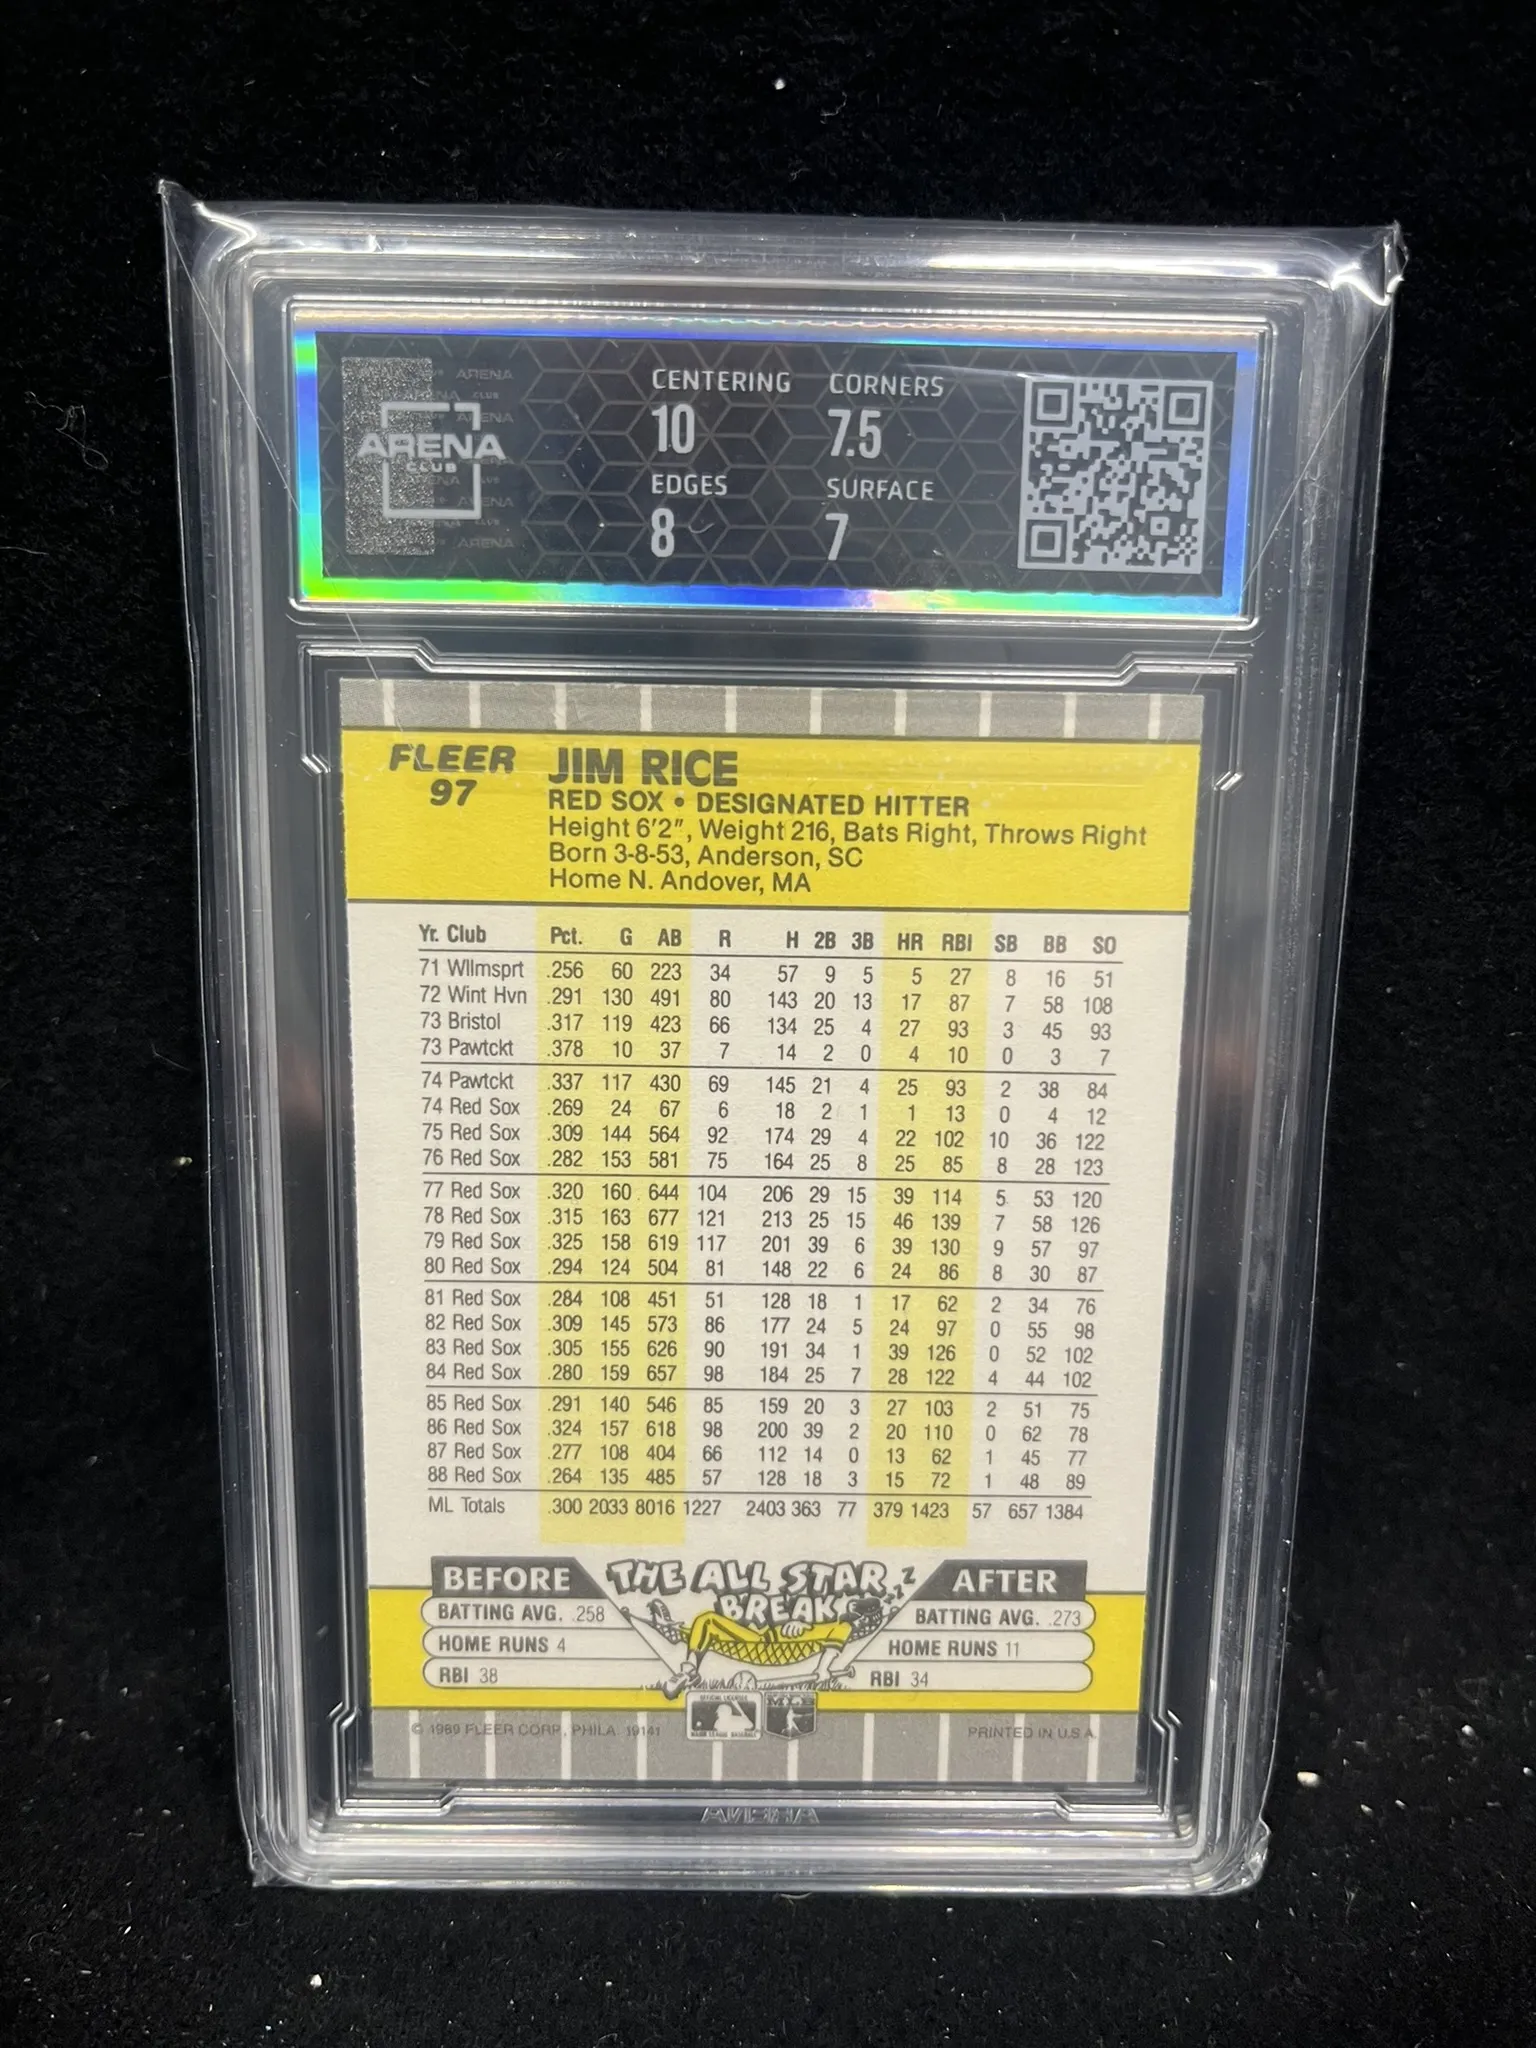 CENTERING CORNERS
10 7.5
ARENA
CLUB
EDGES SURFACE
8 7
FLEER JIM RICE
97 RED SOX • DESIGNATED HITTER
Height 6'2", Weight 216, Bats Right, Throws Right
Born 3-8-53, Anderson, SC
Home N. Andover, MA
Yr. Club Pct. G AB R H 2B 3B HR RBI SB BB SO
71 Wllmsprt .256 60 223 34 57 9 5 5 27 8 16 51
72 Wint Hvn .291 130 491 80 143 20 13 17 87 7 58 108
73 Bristol .317 119 423 66 134 25 4 27 93 3 45 93
73 Pawtckt .378 10 37 7 14 2 0 4 10 0 3 7
74 Pawtckt .337 117 430 69 145 21 4 25 93 2 38 84
74 Red Sox .269 24 67 6 18 2 1 1 13 0 4 12
75 Red Sox .309 144 564 92 174 29 4 22 102 10 36 122
76 Red Sox .282 153 581 75 164 25 8 25 85 8 28 123
77 Red Sox .320 160 644 104 206 29 15 39 114 5 53 120
78 Red Sox .315 163 677 121 213 25 15 46 139 7 58 126
79 Red Sox .325 158 619 117 201 39 6 39 130 9 57 97
80 Red Sox .294 124 504 81 148 22 6 24 86 8 30 87
81 Red Sox .284 108 451 51 128 18 1 17 62 2 34 76
82 Red Sox .309 145 573 86 177 24 5 24 97 0 55 98
83 Red Sox .305 155 626 90 191 34 1 39 126 0 52 102
84 Red Sox .280 159 657 98 184 25 7 28 122 4 44 102
85 Red Sox .291 140 546 85 159 20 3 27 103 2 51 75
86 Red Sox .324 157 618 98 200 39 2 20 110 0 62 78
87 Red Sox .277 108 404 66 112 14 0 13 62 1 45 77
88 Red Sox .264 135 485 57 128 18 3 15 72 1 48 89
ML Totals .300 2033 8016 1227 2403 363 77 379 1423 57 657 1384
BEFORE THE ALL STAR BREAK zzZ AFTER
BATTING AVG. .258 BATTING AVG. .273
HOME RUNS 4 HOME RUNS 11
RBI 38 RBI 34
© 1989 FLEER CORP., PHILA. 19141 PRINTED IN U.S.A.